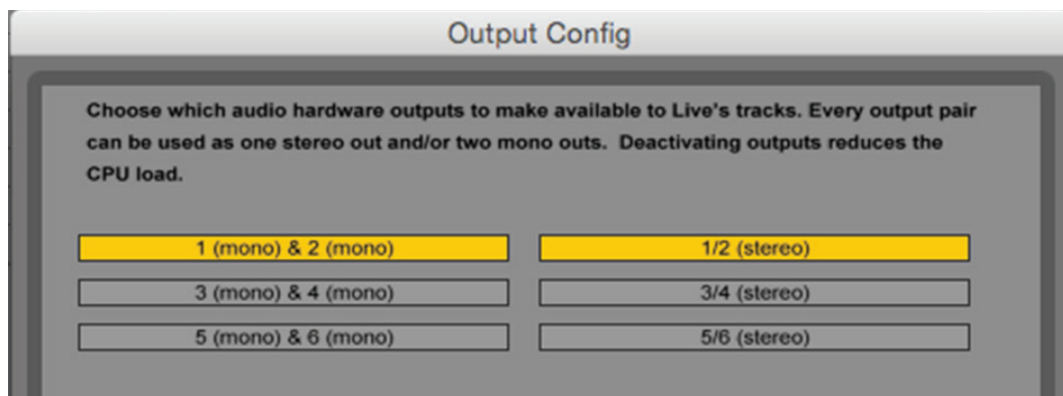 Output Config
Choose which audio hardware outputs to make available to Live's tracks. Every output pair
can be used as one stereo out and/or two mono outs.  Deactivating outputs reduces the
CPU load.
1 (mono) & 2 (mono)
1/2 (stereo)
3 (mono) & 4 (mono)
3/4 (stereo)
5 (mono) & 6 (mono)
5/6 (stereo)